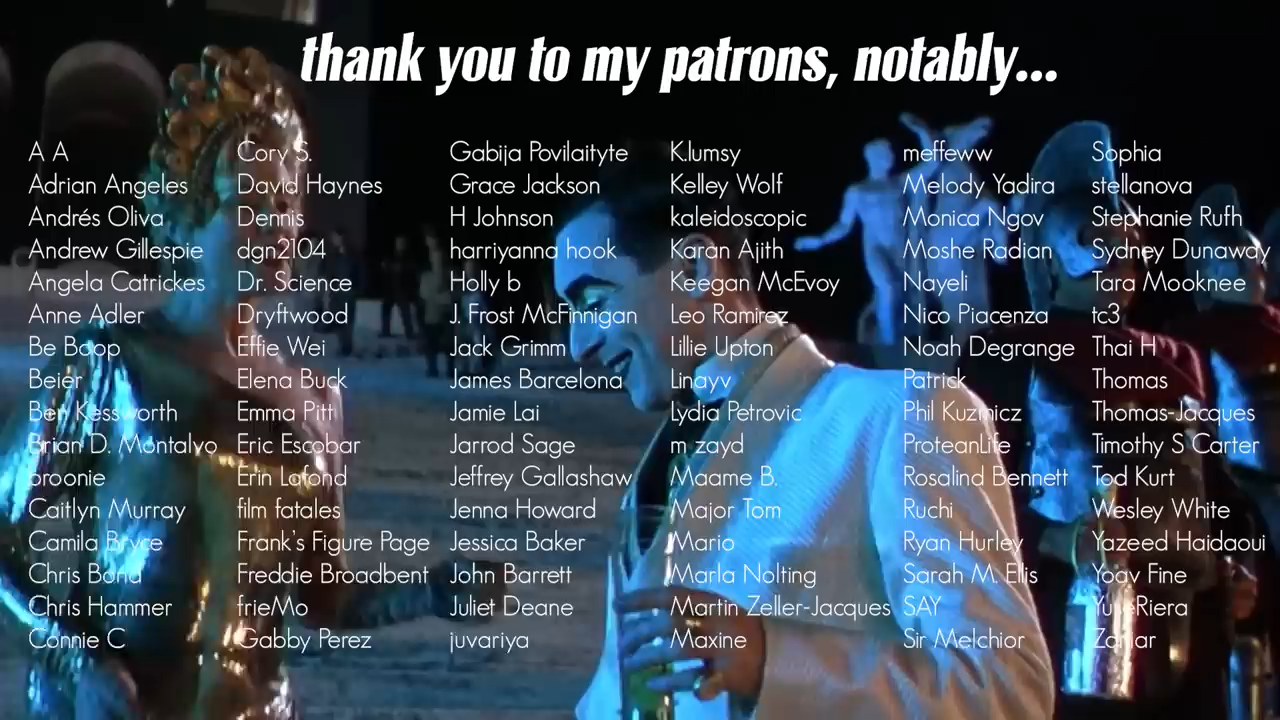 thank you to my patrons, notably...
A A
Adrian Angeles
Andrés Oliva
Andrew Gillespie
Angela Catrickes
Anne Adler
Be Boop
Beier
Ben Kessworth
Brian D. Montalvo
broonie
Caitlyn Murray
Camila Bryce
Chris Bond
Chris Hammer
Connie C
Cory S.
David Haynes
Dennis
dgn2104
Dr. Science
Dryftwood
Effie Wei
Elena Buck
Emma Pitt
Eric Escobar
Erin Lafond
film fatales
Frank's Figure Page
Freddie Broadbent
frieMo
Gabby Perez
Gabija Povilaityte
Grace Jackson
H Johnson
harriyanna hook
Holly b
J. Frost McFinnigan
Jack Grimm
James Barcelona
Jamie Lai
Jarrod Sage
Jeffrey Gallashaw
Jenna Howard
Jessica Baker
John Barrett
Juliet Deane
juvariya
K.lumsy
Kelley Wolf
kaleidoscopic
Karan Ajith
Keegan McEvoy
Leo Ramirez
Lillie Upton
Linayv
Lydia Petrovic
m zayd
Maame B.
Major Tom
Mario
Marla Nolting
Martin Zeller-Jacques
Maxine
meffeww
Melody Yadira
Monica Ngov
Moshe Radian
Nayeli
Nico Piacenza
Noah Degrange
Patrick
Phil Kuzmicz
ProteanLife
Rosalind Bennett
Ruchi
Ryan Hurley
Sarah M. Ellis
SAY
Sir Melchior
Sophia
stellanova
Stephanie Rufh
Sydney Dunaway
Tara Mooknee
tc3
Thai H
Thomas
Thomas-Jacques
Timothy S Carter
Tod Kurt
Wesley White
Yazeed Haidaoui
Yoav Fine